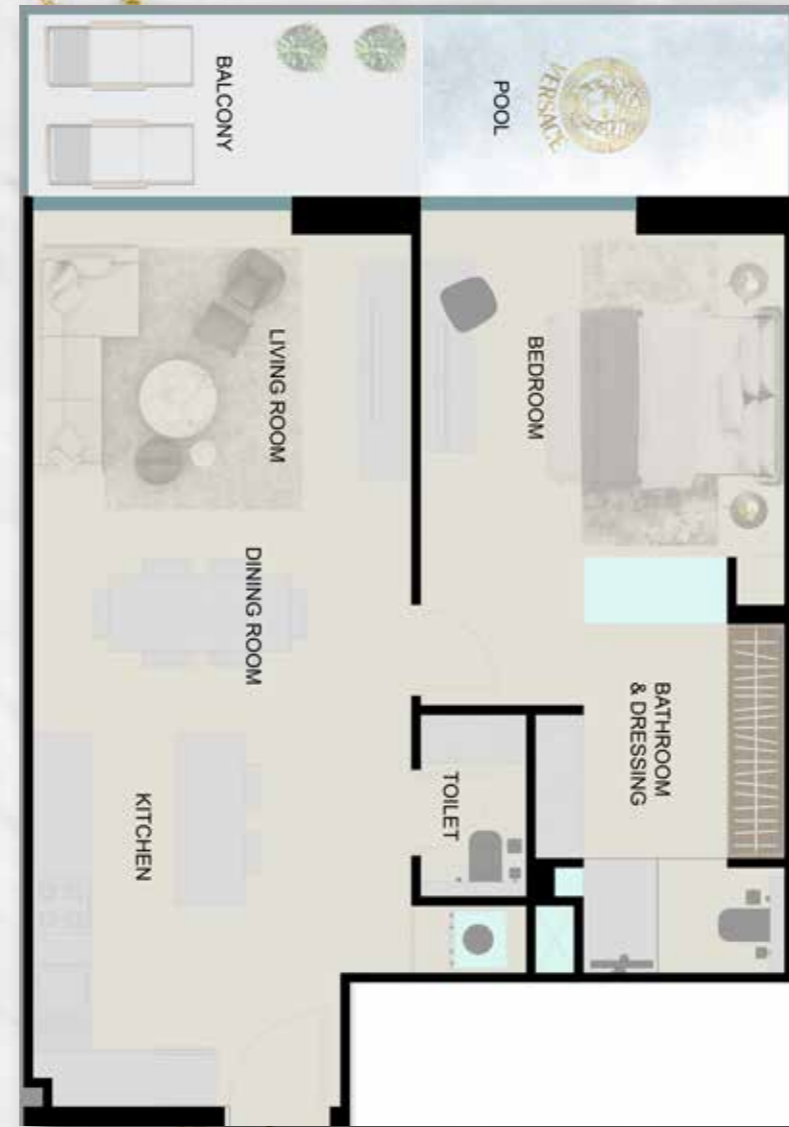 BALCONY
POOL
VERSACE
LIVING ROOM
BEDROOM
DINING ROOM
BATHROOM
& DRESSING
TOILET
KITCHEN